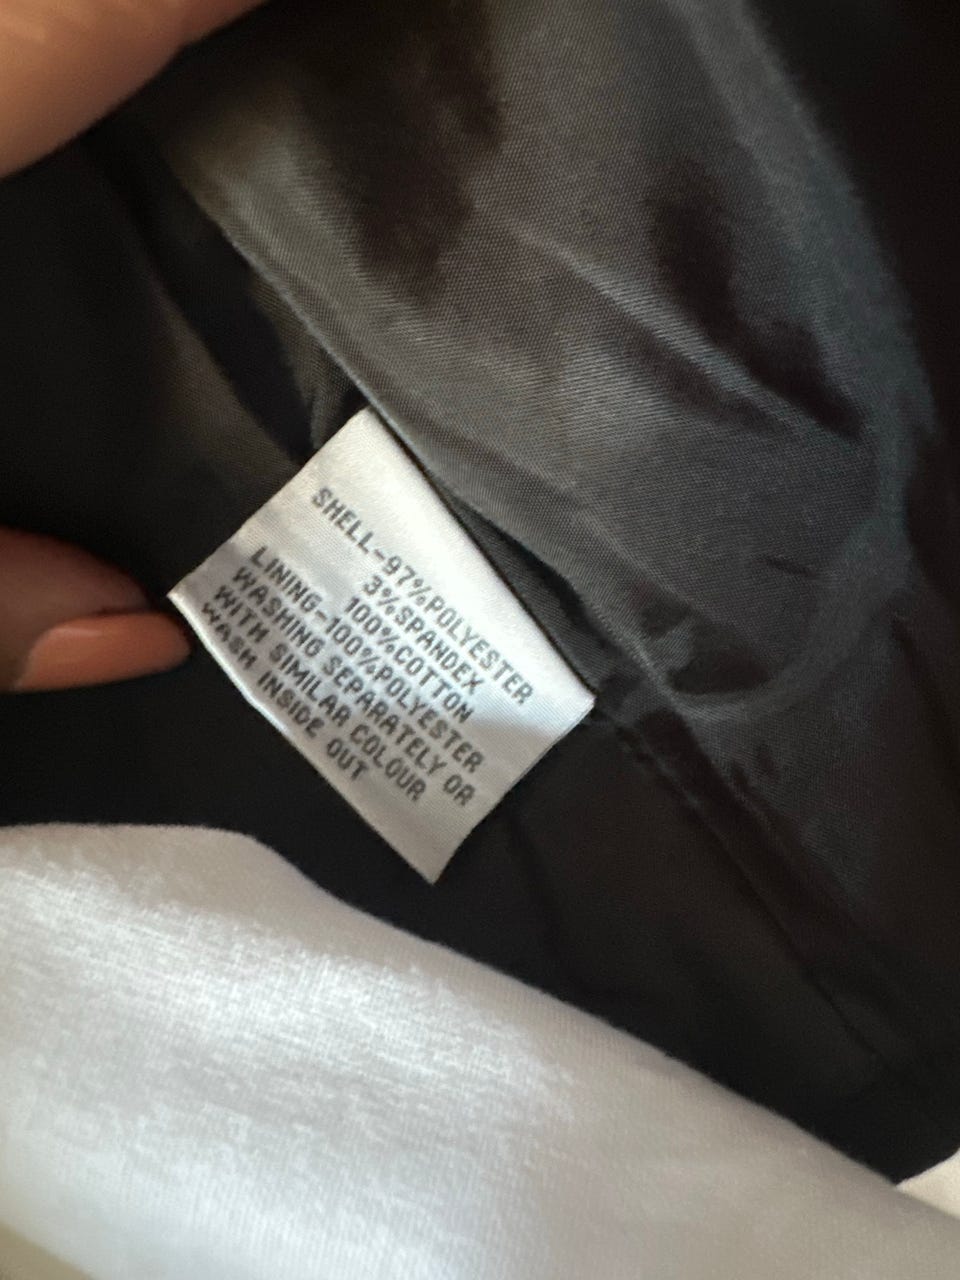 SHELL-97%POLYESTER
3%SPANDEX
100%COTTON
LINING-100%POLYESTER
WASHING SEPARATELY OR
WITH SIMILAR COLOUR
WASH INSIDE OUT